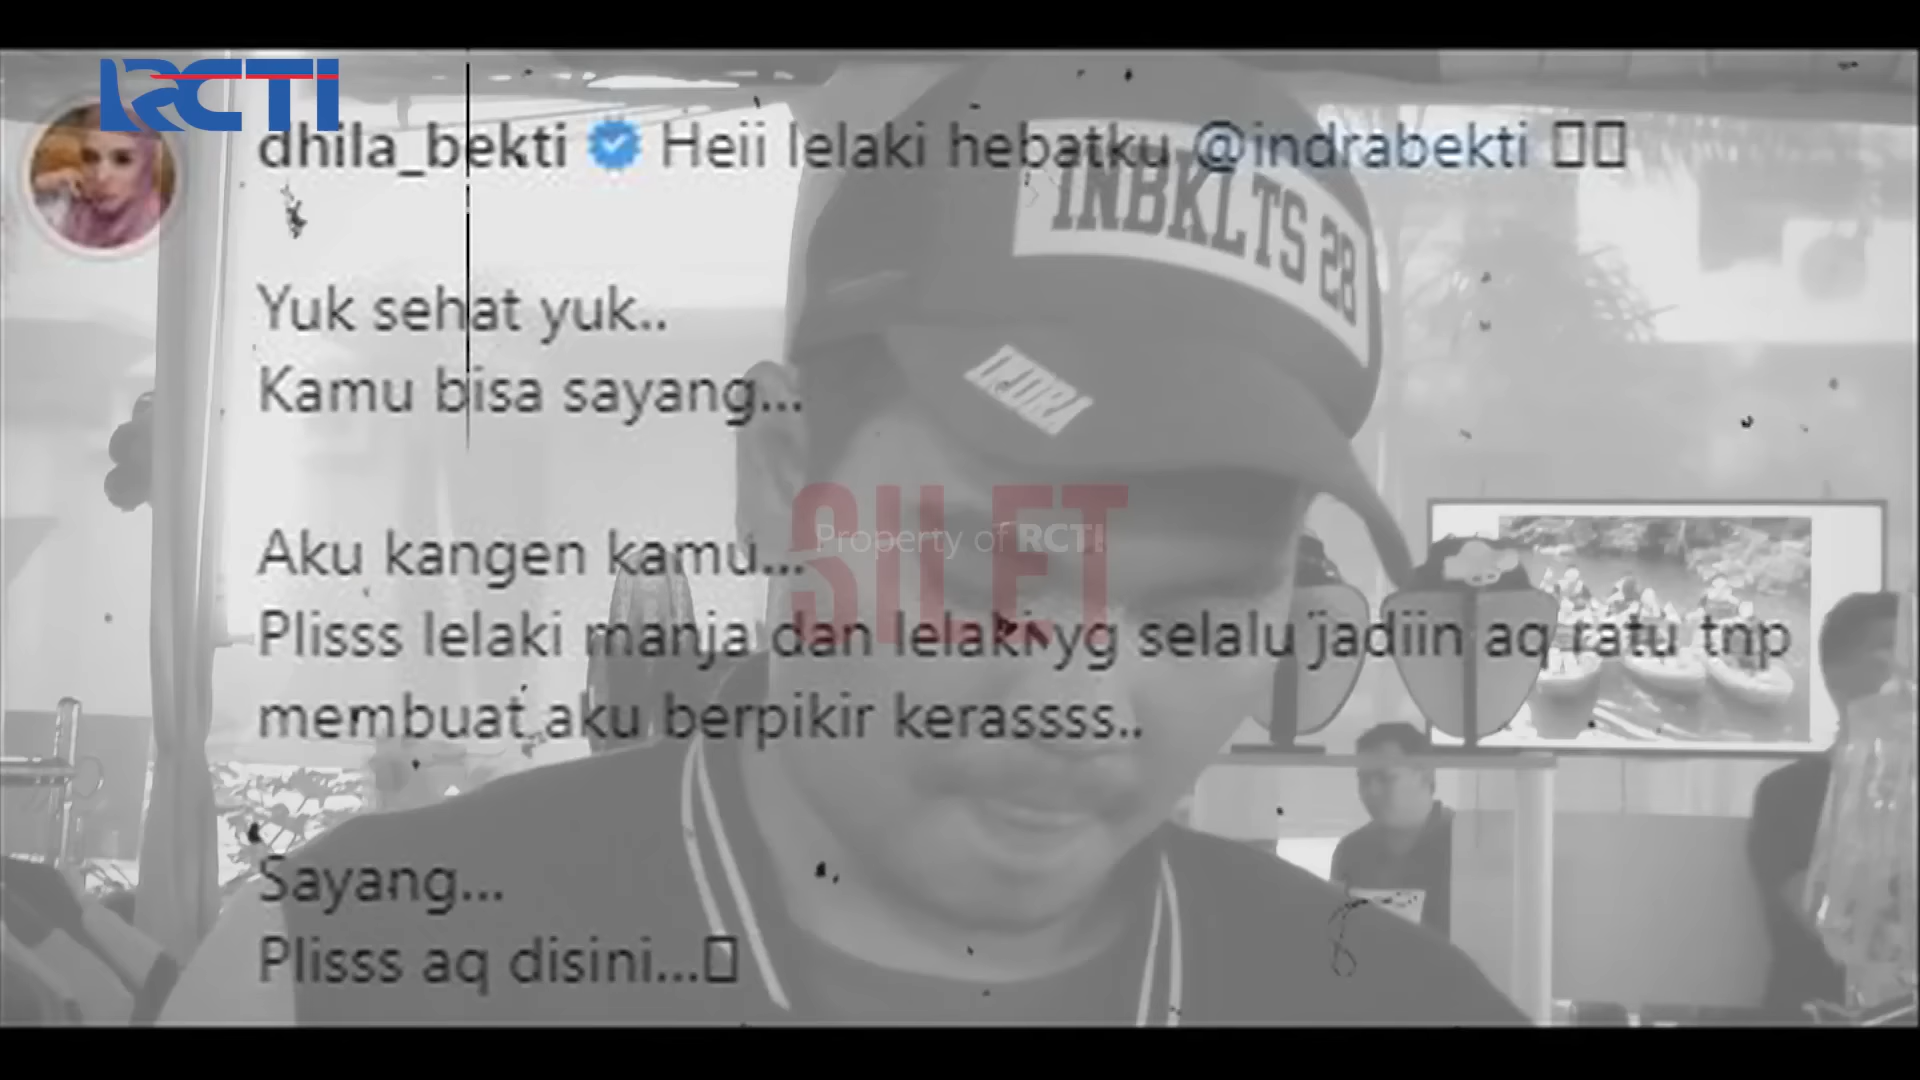 RCTI
dhila_bekti Heii lelaki hebatku @indrabekti
INBKLTS 28
Yuk sehat yuk..
Kamu bisa sayang...
INDRA
Aku kangen kamu...
SILET
Property of RCTI
Plisss lelaki manja dan lelaki yg selalu jadiin aq ratu tnp
membuat aku berpikir kerassss..
Sayang...
Plisss aq disini...